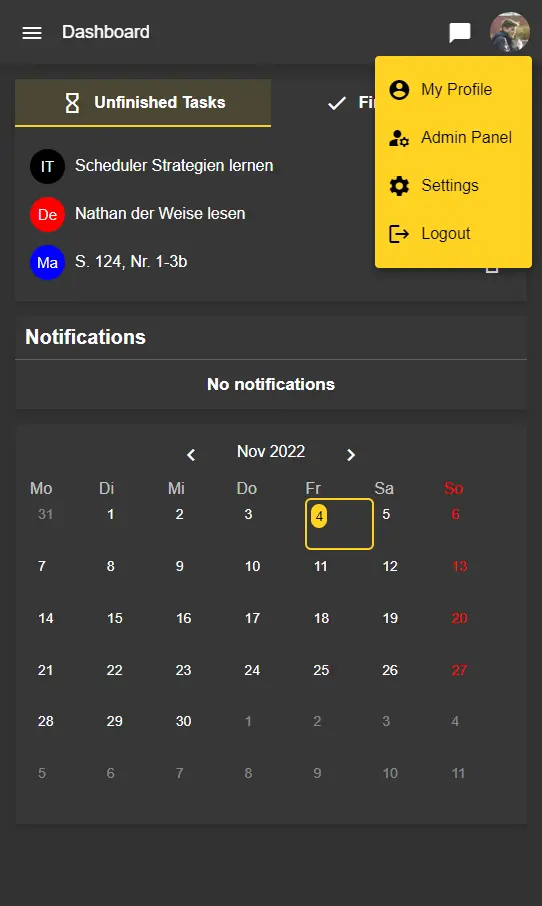 Dashboard
My Profile
Admin Panel
Settings
Logout
Unfinished Tasks
IT Scheduler Strategien lernen
De Nathan der Weise lesen
Ma S. 124, Nr. 1-3b
Notifications
No notifications
Nov 2022
Mo Di Mi Do Fr Sa So
31 1 2 3 4 5 6
7 8 9 10 11 12 13
14 15 16 17 18 19 20
21 22 23 24 25 26 27
28 29 30 1 2 3 4
5 6 7 8 9 10 11